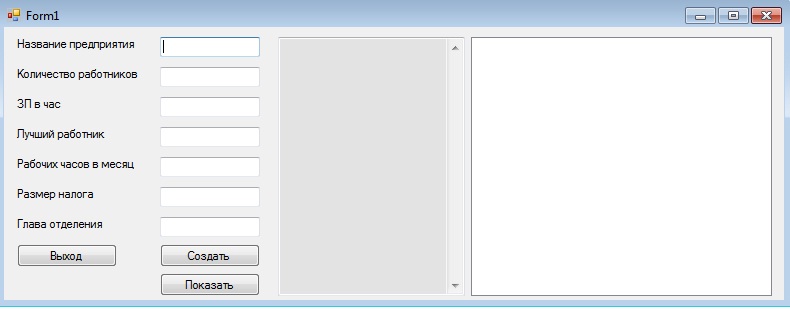 Form1
Название предприятия
Количество работников
ЗП в час
Лучший работник
Рабочих часов в месяц
Размер налога
Глава отделения
Выход
Создать
Показать